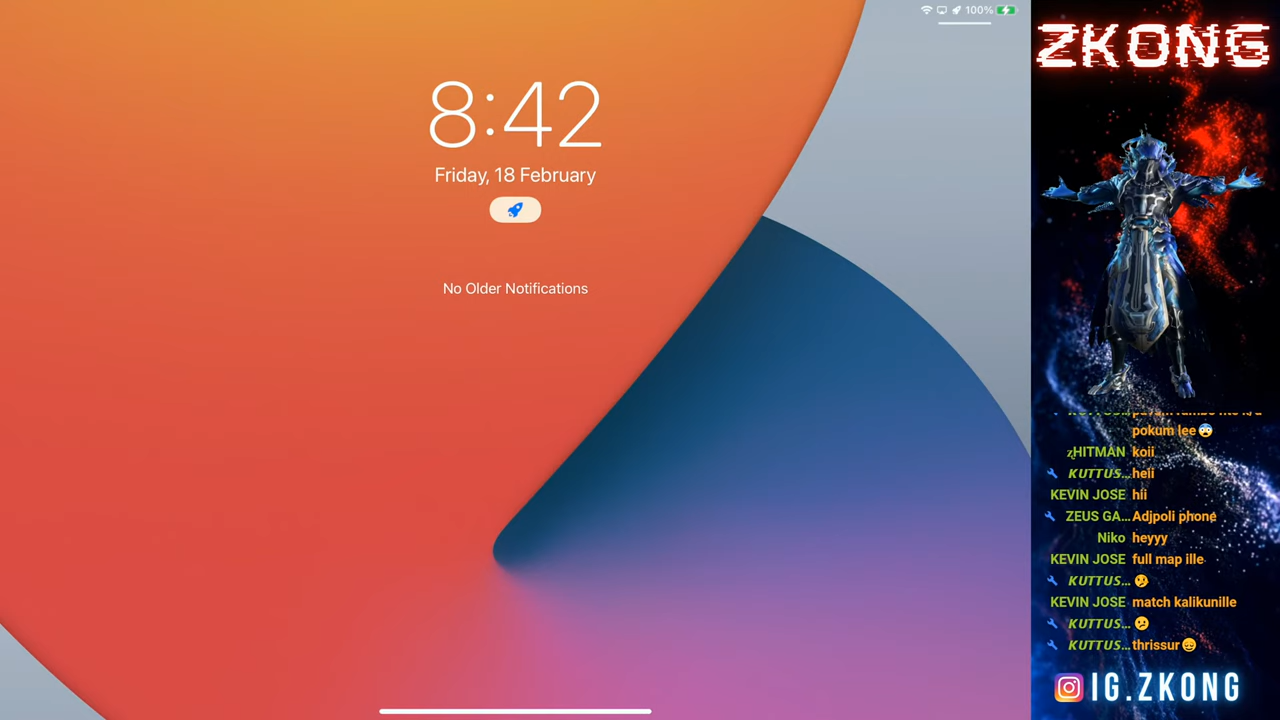 100%
ZKONG
8:42
Friday, 18 February
No Older Notifications
pokum lee😨
ʐHITMAN koii
KUTTUS... heii
KEVIN JOSE hii
ZEUS GA... Adjpoli phone
Niko heyyy
KEVIN JOSE full map ille
KUTTUS... 🤔
KEVIN JOSE match kalikunille
KUTTUS... 😕
KUTTUS... thrissur😔
IG.ZKONG